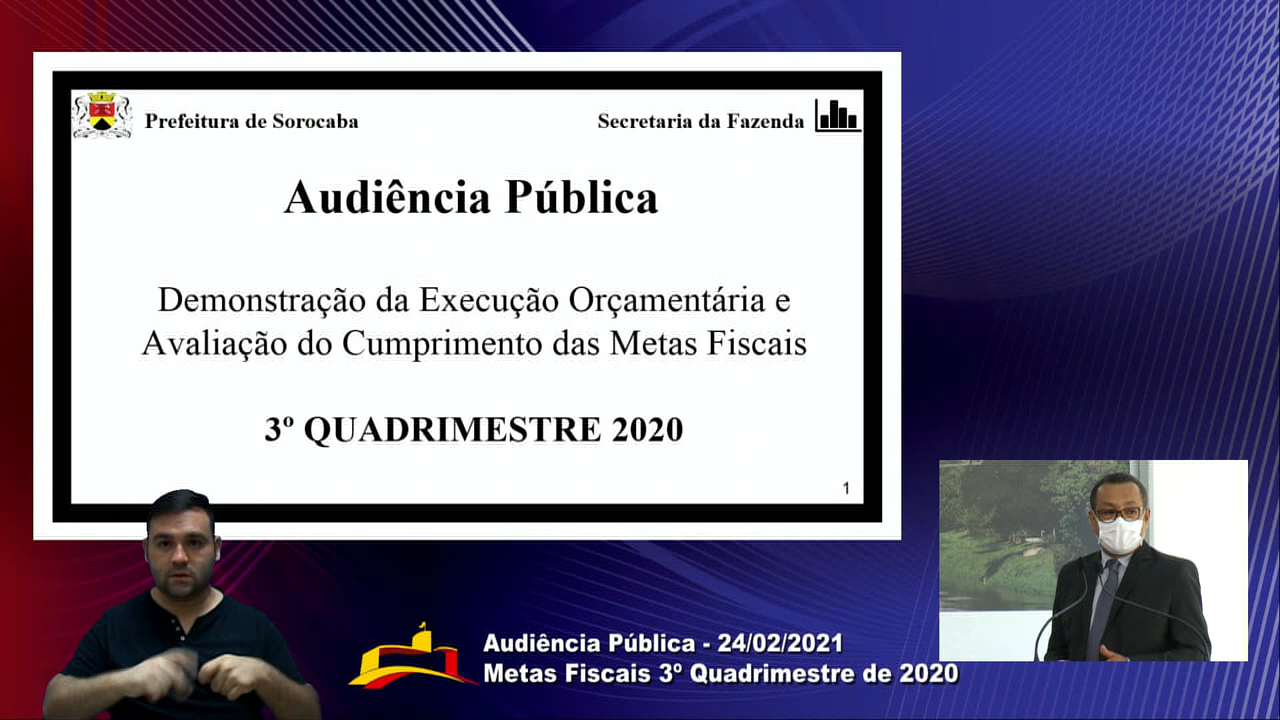 Prefeitura de Sorocaba
Secretaria da Fazenda
Audiência Pública
Demonstração da Execução Orçamentária e
Avaliação do Cumprimento das Metas Fiscais
3º QUADRIMESTRE 2020
1
Audiência Pública - 24/02/2021
Metas Fiscais 3º Quadrimestre de 2020